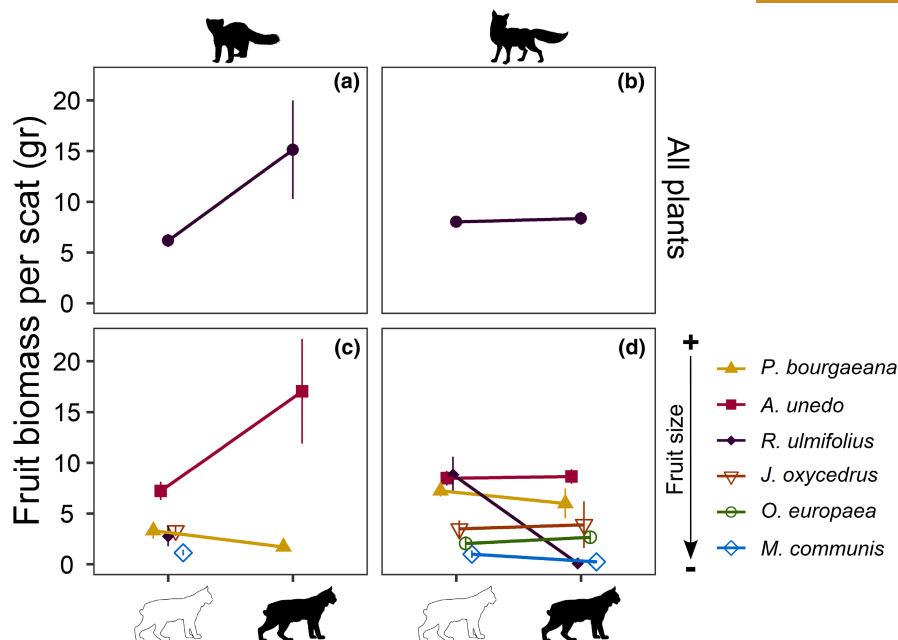 (a)
(b)
Fruit biomass per scat (gr)
20
15
10
5
0
All plants
(c)
(d)
20
15
10
5
0
+
Fruit size
-
P. bourgaeana
A. unedo
R. ulmifolius
J. oxycedrus
O. europaea
M. communis